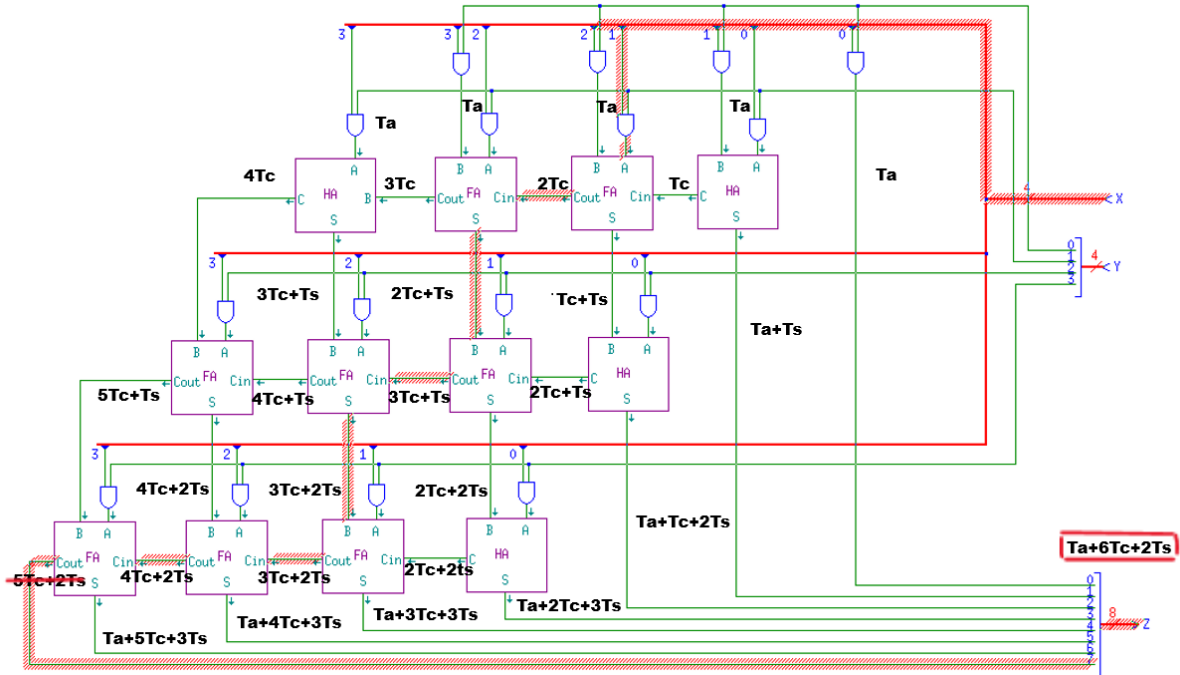 3 3 2 2 1 1 0 0
Ta Ta Ta
Ta
A B A B A B A
4Tc HA 3Tc FA 2Tc FA Tc HA Ta
C B Cout Cin Cout Cin C
S S S S
4 X
0
1 4 Y
2
3
3 2 1 0
3Tc+Ts 2Tc+Ts Tc+Ts
Ta+Ts
B A B A B A B A
Cout FA Cin Cout FA Cin Cout FA Cin C HA
5Tc+Ts 4Tc+Ts 3Tc+Ts 2Tc+Ts
S S S S
3 2 1 0
4Tc+2Ts 3Tc+2Ts 2Tc+2Ts
Ta+Tc+2Ts
B A B A B A B A
Cout FA Cin Cout FA Cin Cout FA Cin C HA
5Tc+2Ts 4Tc+2Ts 3Tc+2Ts 2Tc+2ts
S S S S
Ta+6Tc+2Ts
Ta+2Tc+3Ts
Ta+3Tc+3Ts
Ta+4Tc+3Ts
Ta+5Tc+3Ts
0
1
2
3
4 8 Z
5
6